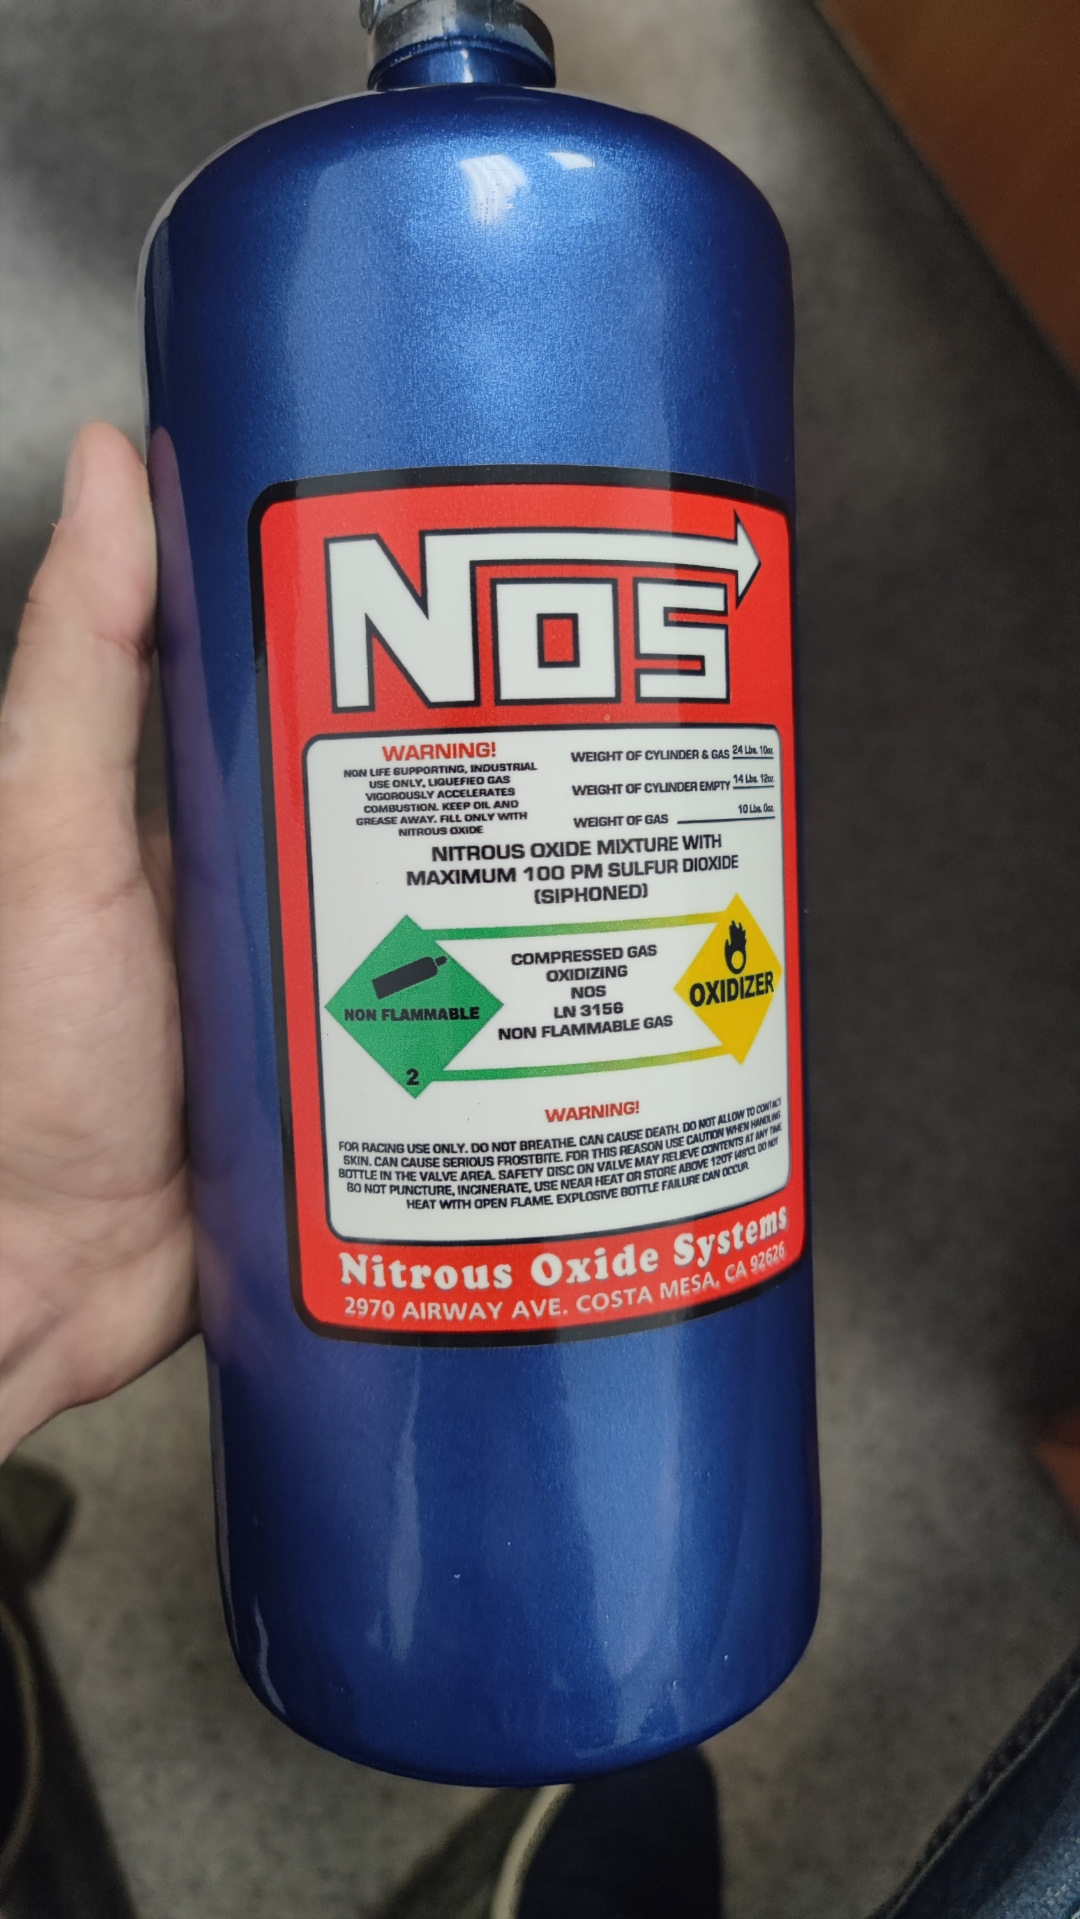 NOS
WARNING!
NON LIFE SUPPORTING, INDUSTRIAL
USE ONLY, LIQUEFIED GAS
VIGOROUSLY ACCELERATES
COMBUSTION. KEEP OIL AND
GREASE AWAY. FILL ONLY WITH
NITROUS OXIDE
WEIGHT OF CYLINDER & GAS 24 Lbs. 10oz.
WEIGHT OF CYLINDER EMPTY 14 Lbs. 12oz.
WEIGHT OF GAS 10 Lbs. 0oz.
NITROUS OXIDE MIXTURE WITH
MAXIMUM 100 PM SULFUR DIOXIDE
(SIPHONED)
NON FLAMMABLE
2
COMPRESSED GAS
OXIDIZING
NOS
LN 3156
NON FLAMMABLE GAS
OXIDIZER
WARNING!
FOR RACING USE ONLY. DO NOT BREATHE. CAN CAUSE DEATH. DO NOT ALLOW TO CONTACT
SKIN. CAN CAUSE SERIOUS FROSTBITE. FOR THIS REASON USE CAUTION WHEN HANDLING
BOTTLE IN THE VALVE AREA. SAFETY DISC ON VALVE MAY RELIEVE CONTENTS AT ANY TIME
BO NOT PUNCTURE, INCINERATE, USE NEAR HEAT OR STORE ABOVE 120°F (48°C). DO NOT
HEAT WITH OPEN FLAME. EXPLOSIVE BOTTLE FAILURE CAN OCCUR.
Nitrous Oxide Systems
2970 AIRWAY AVE. COSTA MESA, CA 92626